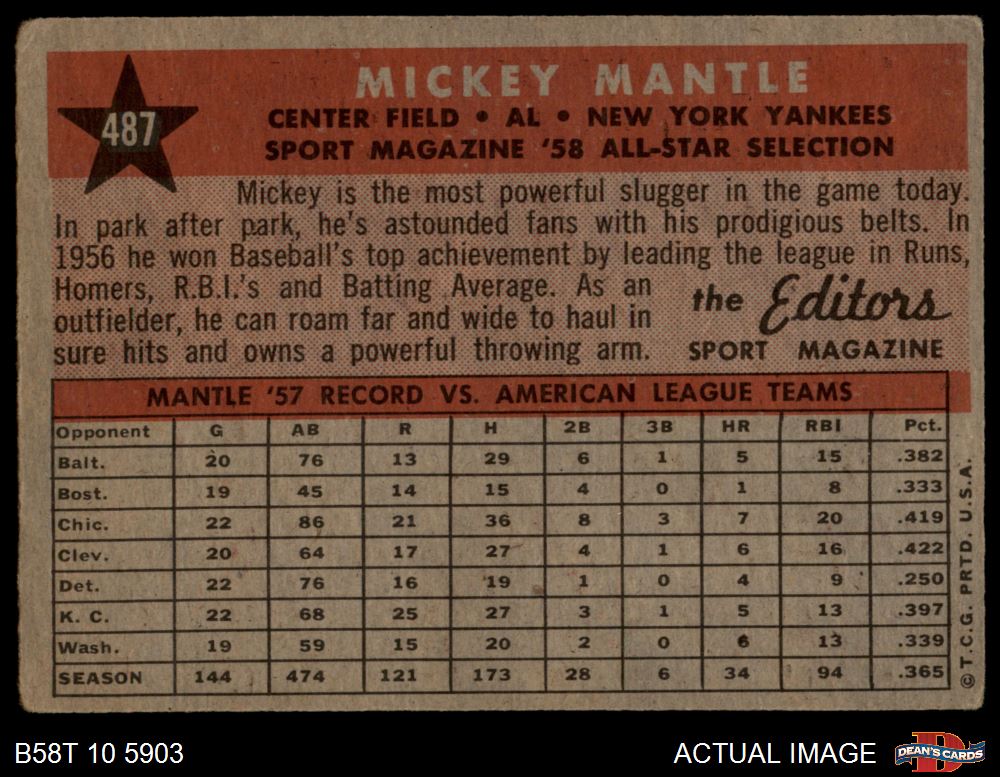 487
MICKEY MANTLE
CENTER FIELD • AL • NEW YORK YANKEES
SPORT MAGAZINE '58 ALL-STAR SELECTION
Mickey is the most powerful slugger in the game today.
In park after park, he's astounded fans with his prodigious belts. In
1956 he won Baseball's top achievement by leading the league in Runs,
Homers, R.B.I.'s and Batting Average. As an
outfielder, he can roam far and wide to haul in
sure hits and owns a powerful throwing arm.
the Editors
SPORT MAGAZINE
MANTLE '57 RECORD VS. AMERICAN LEAGUE TEAMS
Opponent G AB R H 2B 3B HR RBI Pct.
Balt. 20 76 13 29 6 1 5 15 .382
Bost. 19 45 14 15 4 0 1 8 .333
Chic. 22 86 21 36 8 3 7 20 .419
Clev. 20 64 17 27 4 1 6 16 .422
Det. 22 76 16 19 1 0 4 9 .250
K. C. 22 68 25 27 3 1 5 13 .397
Wash. 19 59 15 20 2 0 6 13 .339
SEASON 144 474 121 173 28 6 34 94 .365
© T.C.G. PRTD. U.S.A.
B58T 10 5903
ACTUAL IMAGE
DEAN'S CARDS